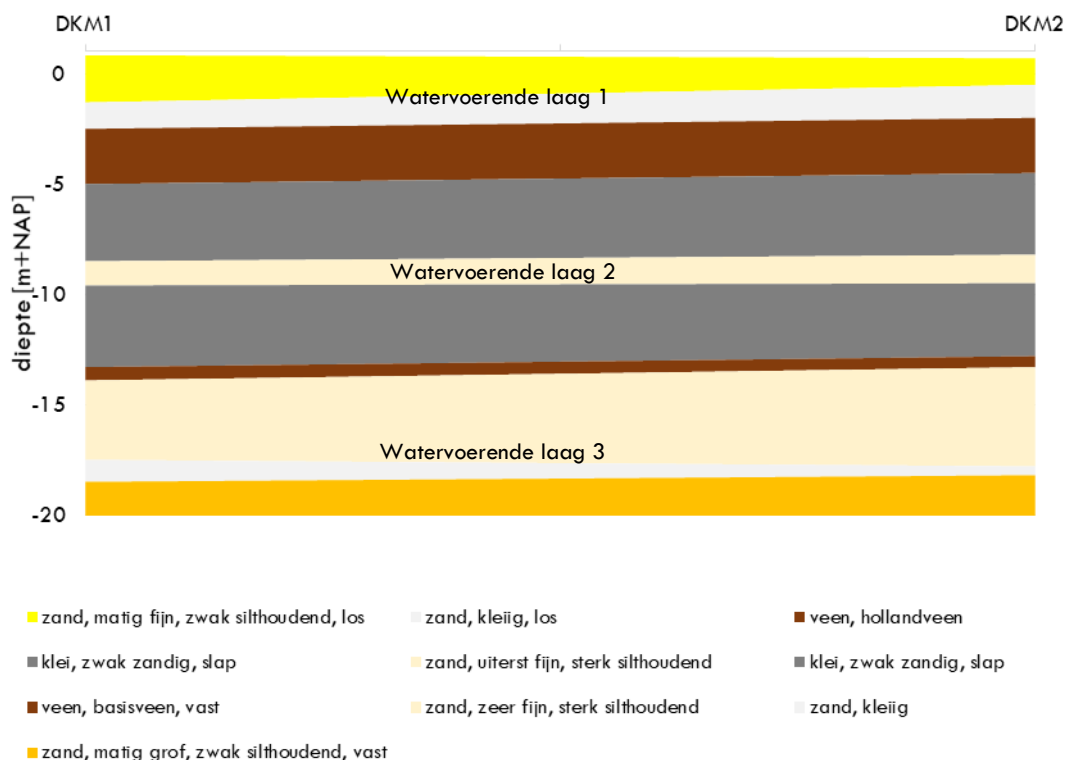 DKM1 DKM2
0
Watervoerende laag 1
-5
Watervoerende laag 2
-10
diepte [m+NAP]
-15
Watervoerende laag 3
-20
zand, matig fijn, zwak silthoudend, los zand, kleiig, los veen, hollandveen
klei, zwak zandig, slap zand, uiterst fijn, sterk silthoudend klei, zwak zandig, slap
veen, basisveen, vast zand, zeer fijn, sterk silthoudend zand, kleiig
zand, matig grof, zwak silthoudend, vast